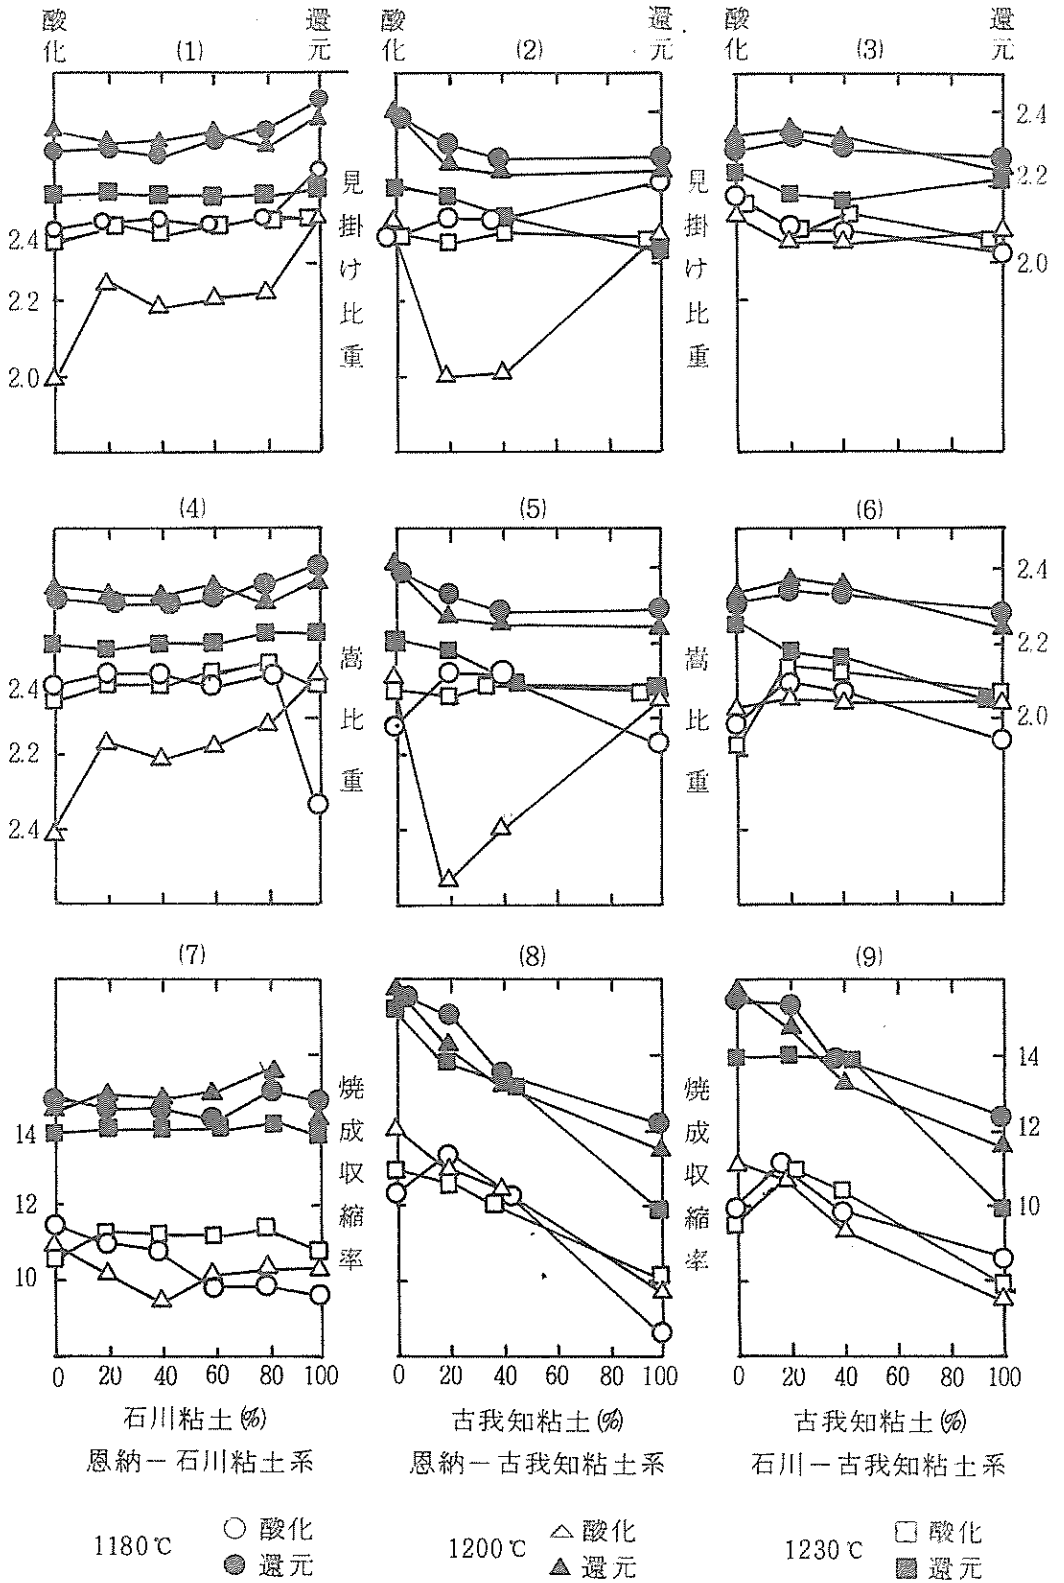 酸化 (1) 還元 酸化 (2) 還元 酸化 (3) 還元
2.4
2.2
2.0
見掛け比重
見掛け比重
2.4
2.2
2.0
(4) (5) (6)
2.4
2.2
2.4
嵩比重
嵩比重
2.4
2.2
2.0
(7) (8) (9)
14
12
10
焼成収縮率
焼成収縮率
14
12
10
0 20 40 60 80 100 0 20 40 60 80 100 0 20 40 60 80 100
石川粘土(%) 古我知粘土(%) 古我知粘土(%)
恩納－石川粘土系 恩納－古我知粘土系 石川－古我知粘土系
1180℃ ○ 酸化 1200℃ △ 酸化 1230℃ □ 酸化
● 還元 ▲ 還元 ■ 還元